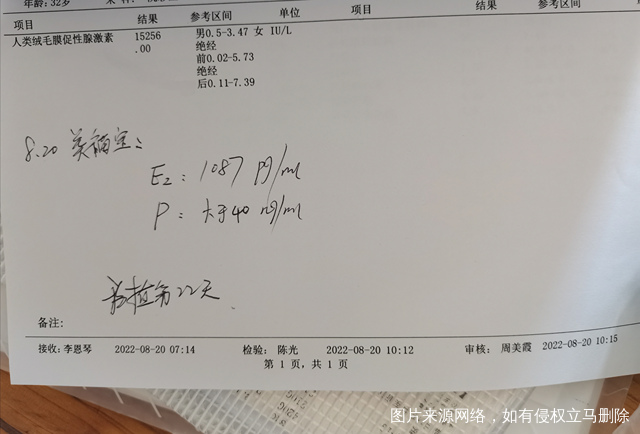 年龄:32岁
项目 结果 参考区间 单位 项目 结果 参考区间
人类绒毛膜促性腺激素 15256.00 男0.5-3.47 女 IU/L
绝经
前0.02-5.73
绝经
后0.11-7.39
8.20 美
E2: 1087 pg/ml
P: 大于40 ng/ml
移植第22天
备注:
接收:李恩琴 2022-08-20 07:14 检验: 陈光 2022-08-20 10:12 审核: 周美霞 2022-08-20 10:15
第 1 页, 共 1 页
图片来源网络，如有侵权立马删除